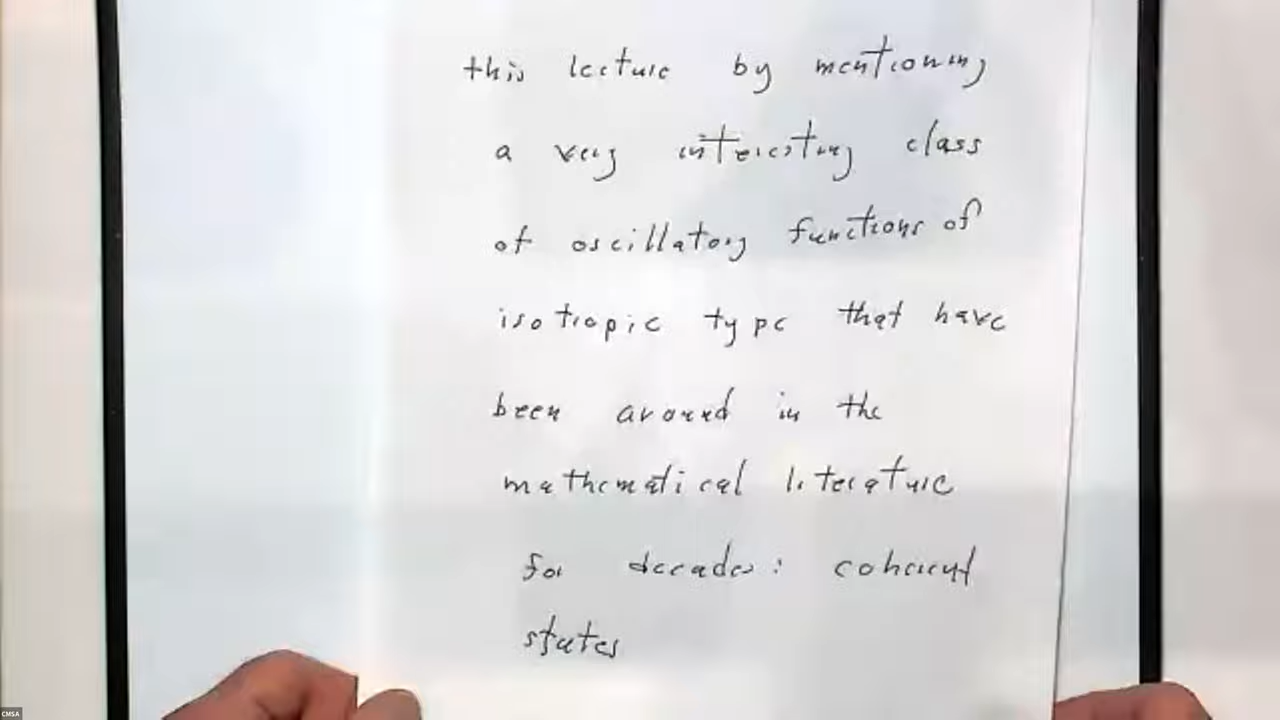 this lecture by mentioning
a very interesting class
of oscillatory functions of
isotropic type that have
been around in the
mathematical literature
for decades: coherent
states
CMSA